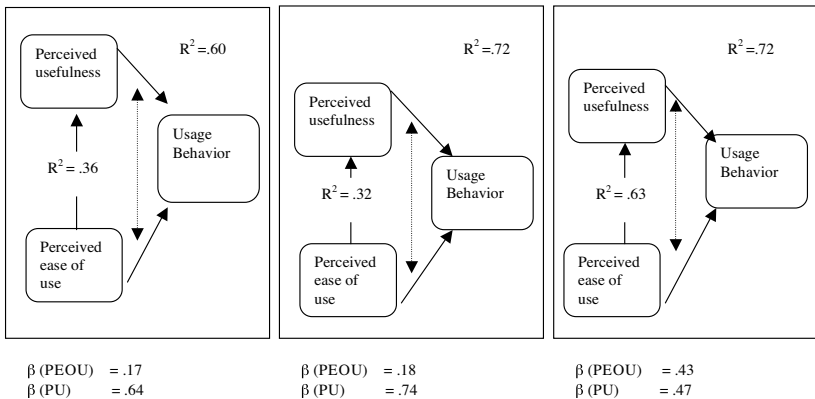 R² =.60
Perceived
usefulness
Usage
Behavior
R² = .36
Perceived
ease of
use
β (PEOU) = .17
β (PU) = .64
R² =.72
Perceived
usefulness
Usage
Behavior
R² = .32
Perceived
ease of
use
β (PEOU) = .18
β (PU) = .74
R² =.72
Perceived
usefulness
Usage
Behavior
R² = .63
Perceived
ease of
use
β (PEOU) = .43
β (PU) = .47